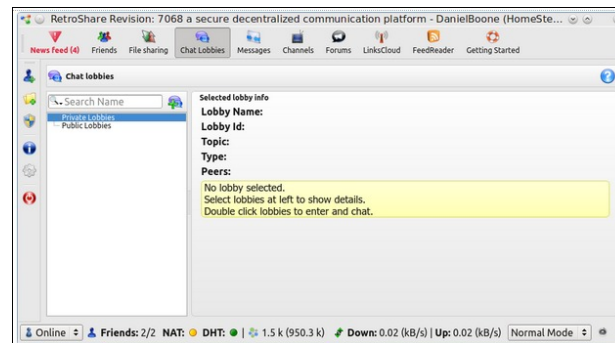 RetroShare Revision: 7068 a secure decentralized communication platform - DanielBoone (HomeSte...
News feed (4) Friends File sharing Chat Lobbies Messages Channels Forums LinksCloud FeedReader Getting Started
Chat lobbies
Search Name
Private Lobbies
Public Lobbies
Selected lobby info
Lobby Name:
Lobby Id:
Topic:
Type:
Peers:
No lobby selected.
Select lobbies at left to show details.
Double click lobbies to enter and chat.
Online Friends: 2/2 NAT: DHT: | 1.5 k (950.3 k) Down: 0.02 (kB/s) | Up: 0.02 (kB/s) Normal Mode